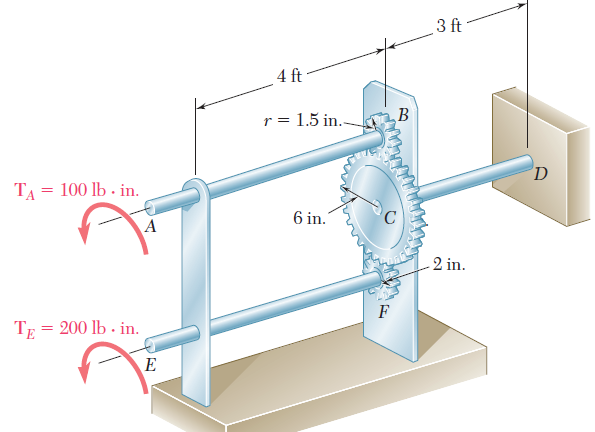 3 ft
4 ft
r = 1.5 in.
B
T_A = 100 lb · in.
D
A
6 in.
C
2 in.
T_E = 200 lb · in.
F
E